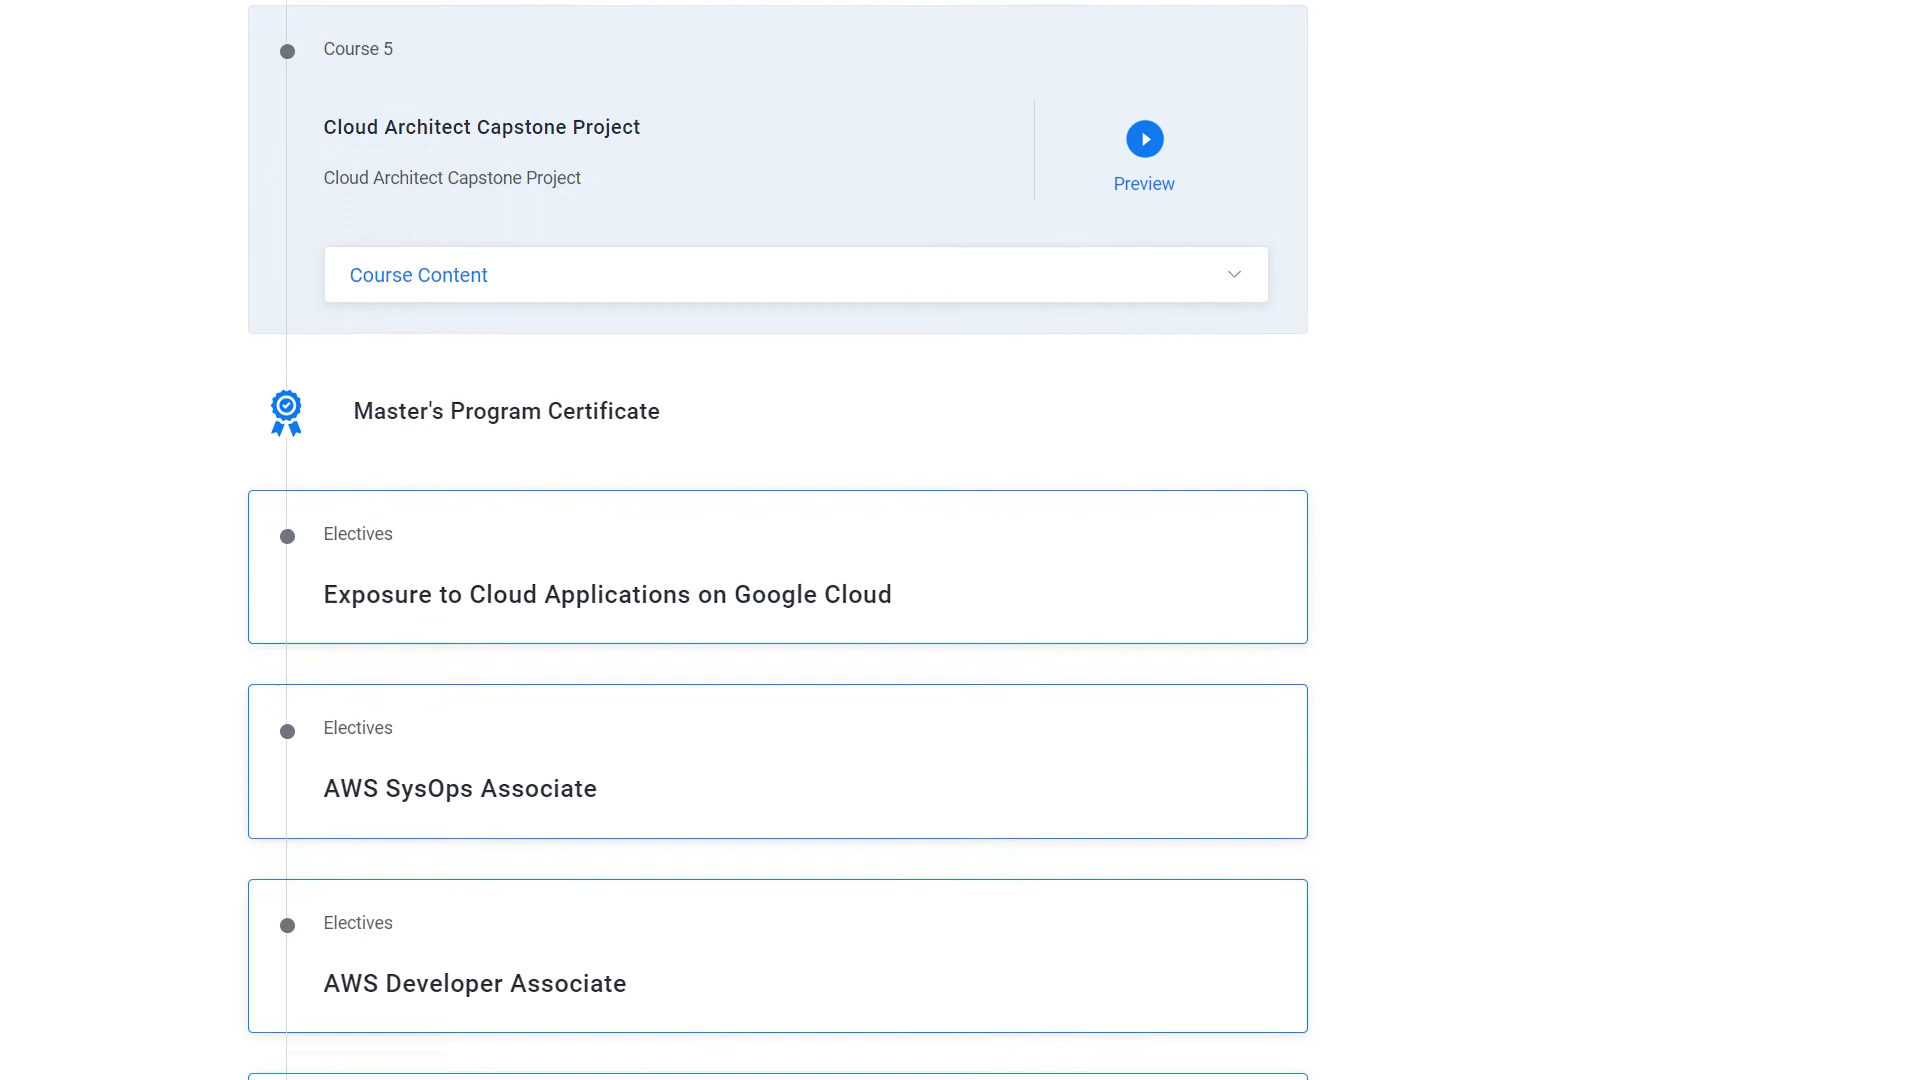 Course 5
Cloud Architect Capstone Project
Cloud Architect Capstone Project
Preview
Course Content
Master's Program Certificate
Electives
Exposure to Cloud Applications on Google Cloud
Electives
AWS SysOps Associate
Electives
AWS Developer Associate